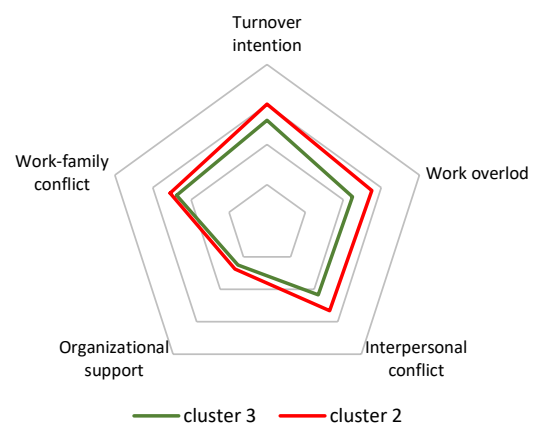 Turnover
intention
Work-family
conflict
Work overlod
Organizational
support
Interpersonal
conflict
cluster 3
cluster 2